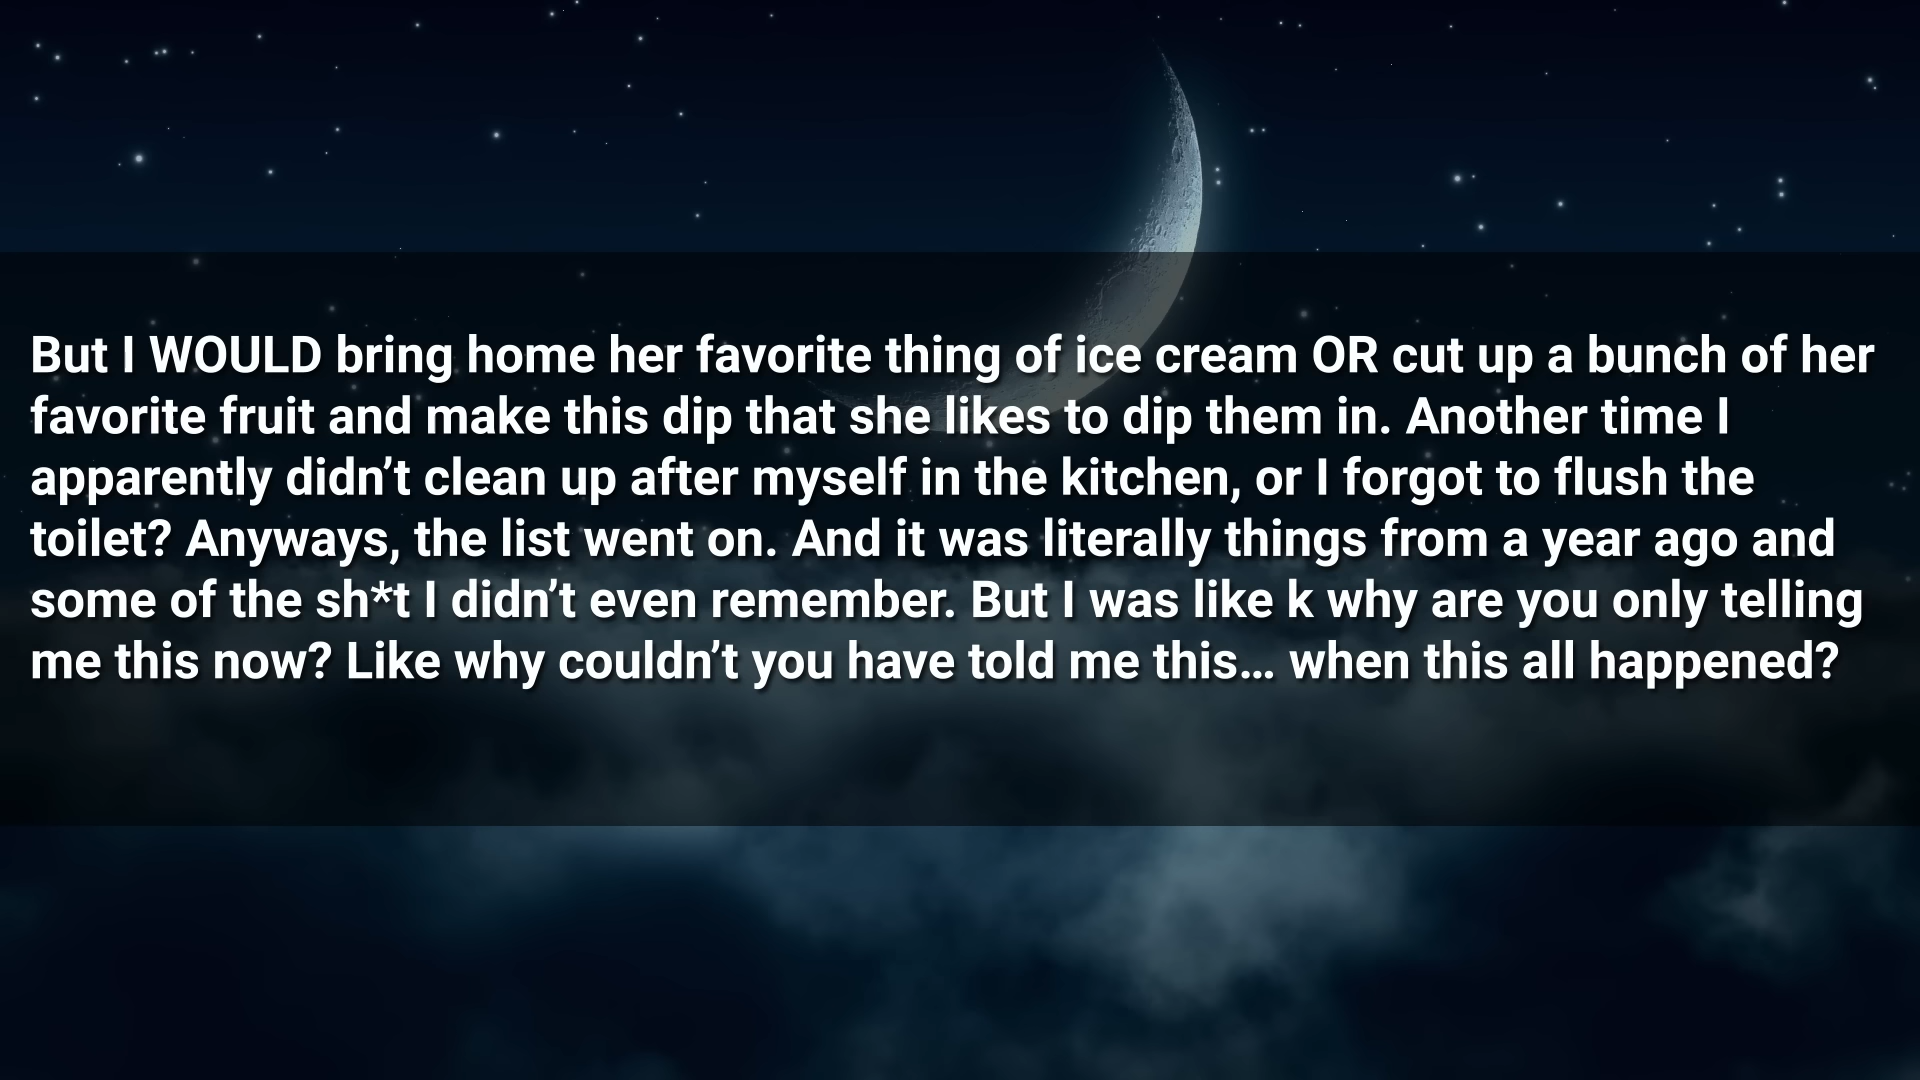 But I WOULD bring home her favorite thing of ice cream OR cut up a bunch of her
favorite fruit and make this dip that she likes to dip them in. Another time I
apparently didn’t clean up after myself in the kitchen, or I forgot to flush the
toilet? Anyways, the list went on. And it was literally things from a year ago and
some of the sh*t I didn’t even remember. But I was like k why are you only telling
me this now? Like why couldn’t you have told me this… when this all happened?